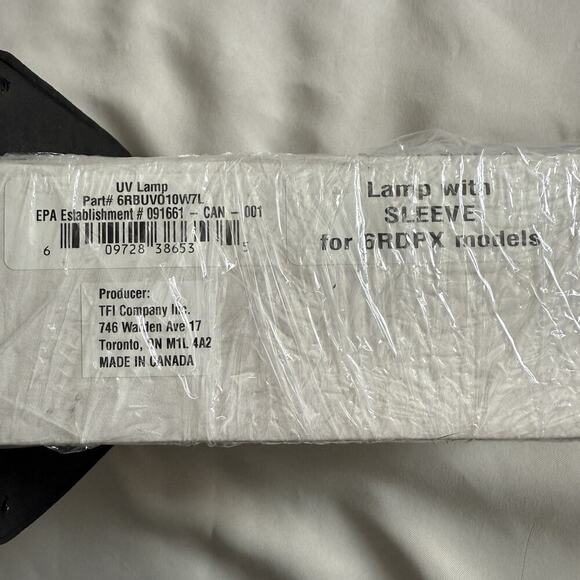 UV Lamp
Part# 6RBUVO10W7L
EPA Establishment # 091661 - CAN - 001
6 09728 38653 5
Lamp with
SLEEVE
for 6RDPX models
Producer:
TFI Company Inc.
746 Warden Ave 17
Toronto, ON M1L 4A2
MADE IN CANADA